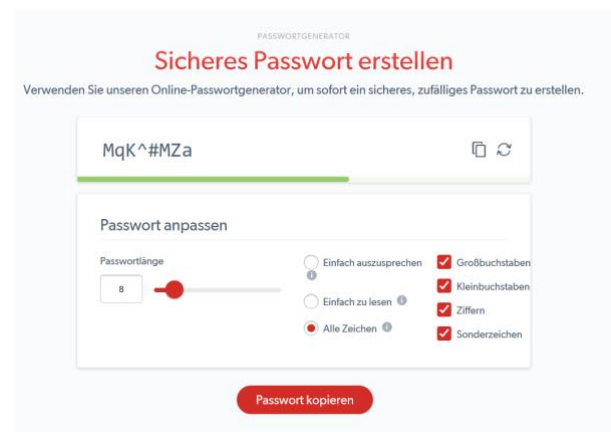 PASSWORTGENERATOR
Sicheres Passwort erstellen
Verwenden Sie unseren Online-Passwortgenerator, um sofort ein sicheres, zufälliges Passwort zu erstellen.
MqK^#MZa
Passwort anpassen
Passwortlänge
8
Einfach auszusprechen
Einfach zu lesen
Alle Zeichen
Großbuchstaben
Kleinbuchstaben
Ziffern
Sonderzeichen
Passwort kopieren